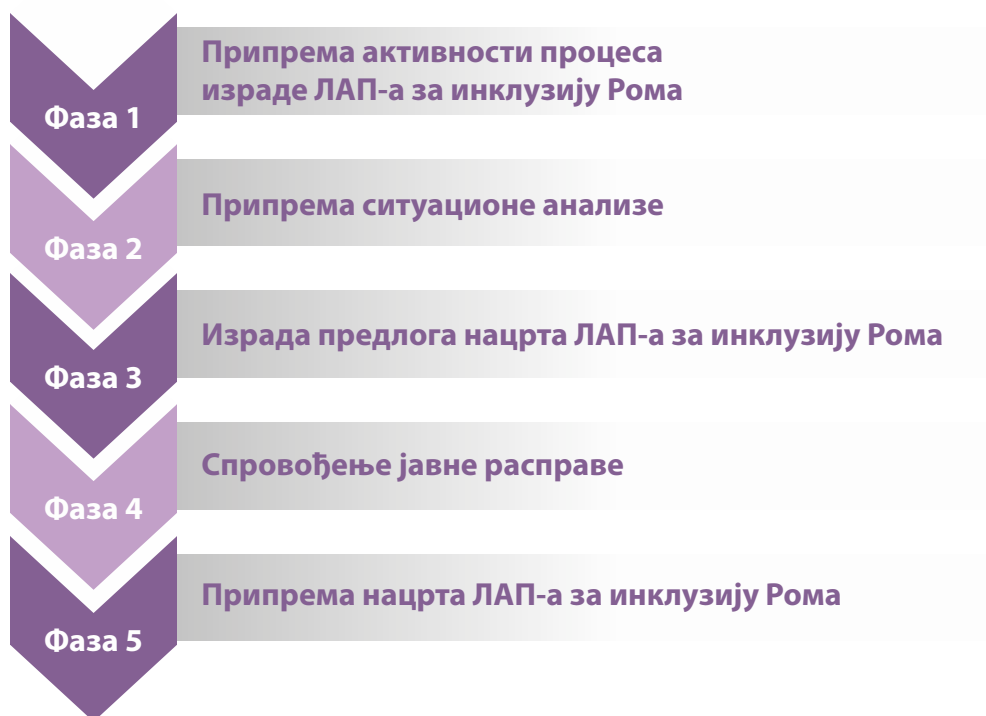 Фаза 1
Припрема активности процеса
израде ЛАП-а за инклузију Рома
Фаза 2
Припрема ситуационе анализе
Фаза 3
Израда предлога нацрта ЛАП-а за инклузију Рома
Фаза 4
Спровођење јавне расправе
Фаза 5
Припрема нацрта ЛАП-а за инклузију Рома